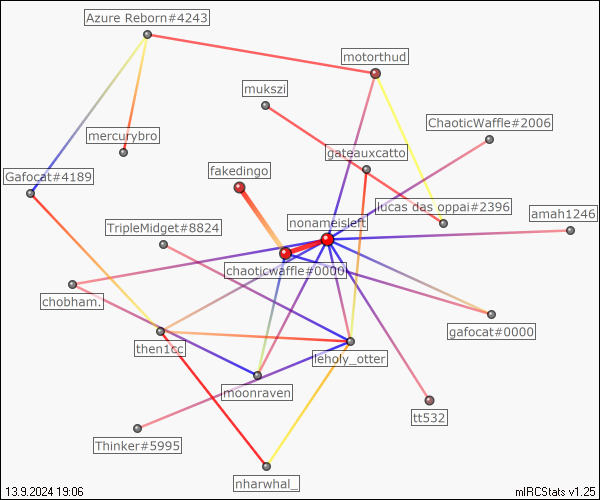 Azure Reborn#4243
motorthud
mukszi
ChaoticWaffle#2006
mercurybro
gateauxcatto
fakedingo
Gafocat#4189
lucas das oppai#2396
nonameisleft
amah1246
TripleMidget#8824
chaoticwaffle#0000
chobham.
gafocat#0000
then1cc
leholy_otter
moonraven
tt532
Thinker#5995
nharwhal_
13.9.2024 19:06
mIRCStats v1.25